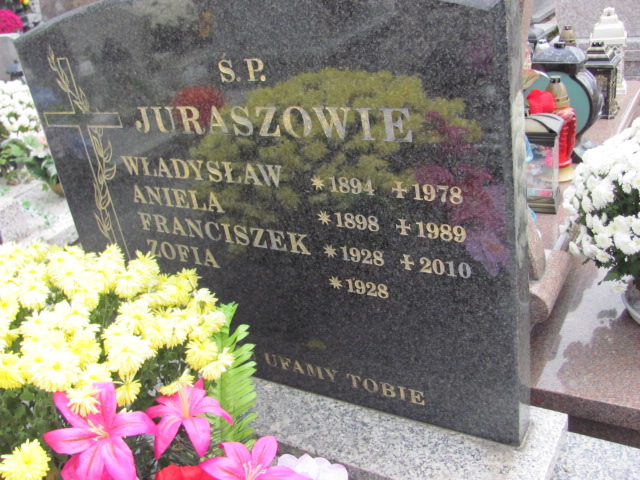 Ś.P.
JURASZOWIE
WŁADYSŁAW *1894 +1978
ANIELA *1898 +1989
FRANCISZEK *1928 +2010
ZOFIA *1928
UFAMY TOBIE